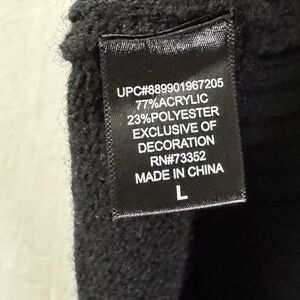 UPC#889901967205
77%ACRYLIC
23%POLYESTER
EXCLUSIVE OF
DECORATION
RN#73352
MADE IN CHINA
L